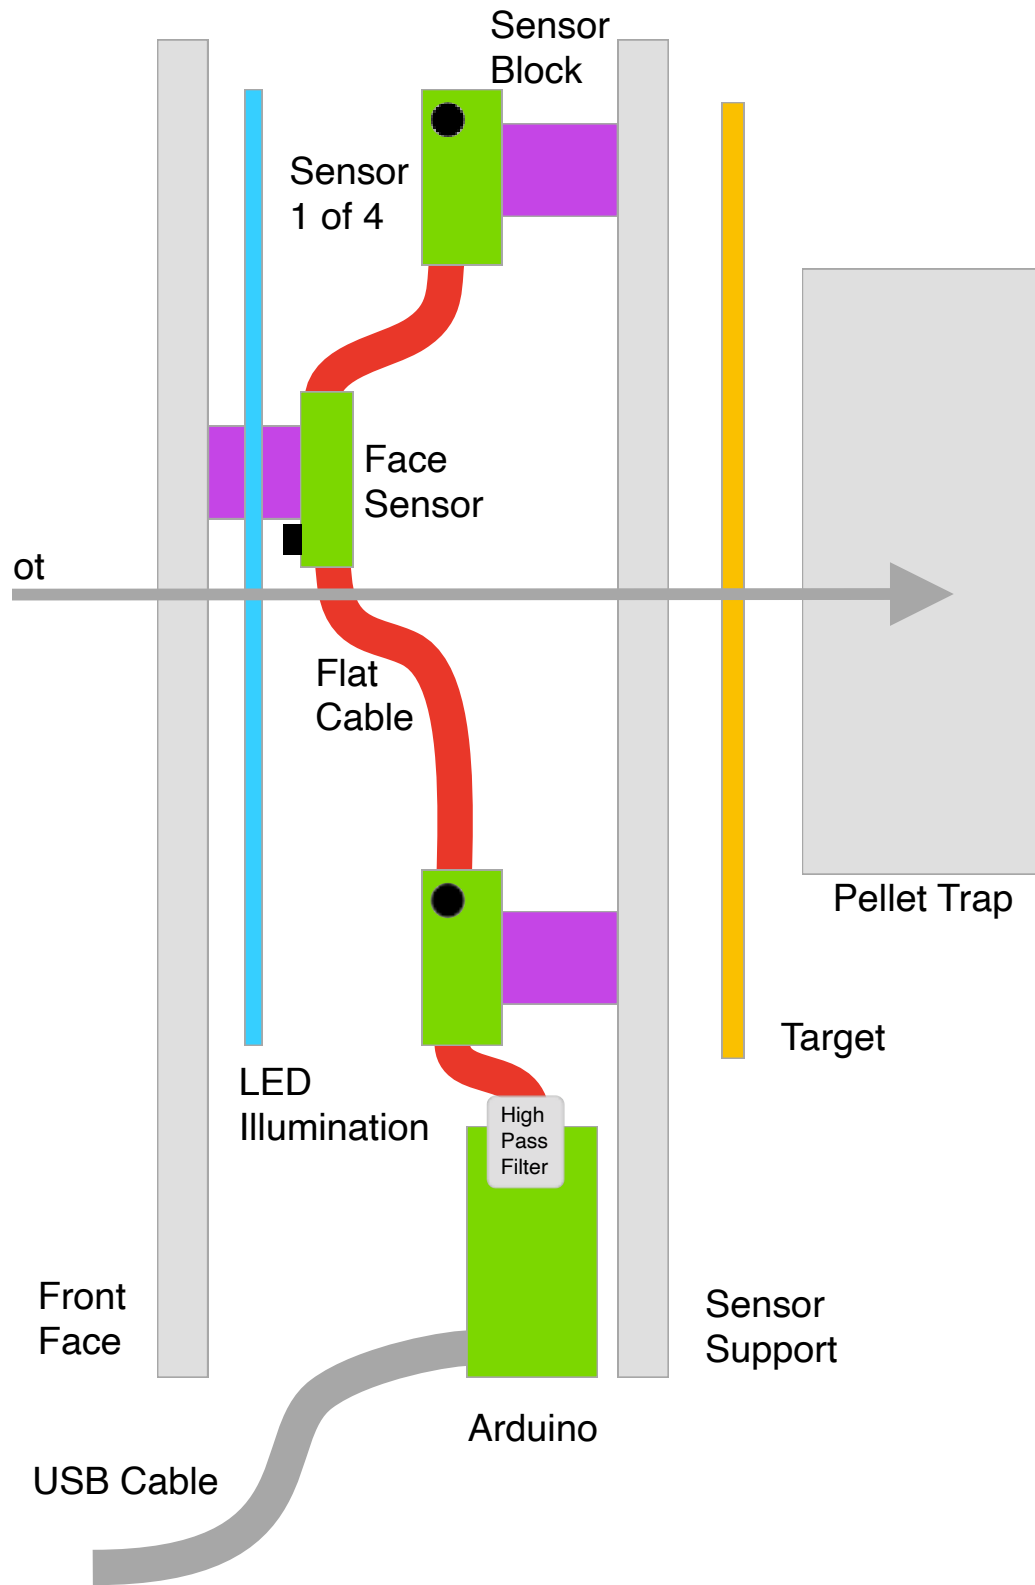 Sensor
Block
Sensor
1 of 4
Face
Sensor
ot
Flat
Cable
Pellet Trap
Target
LED
Illumination
High
Pass
Filter
Front
Face
Sensor
Support
Arduino
USB Cable